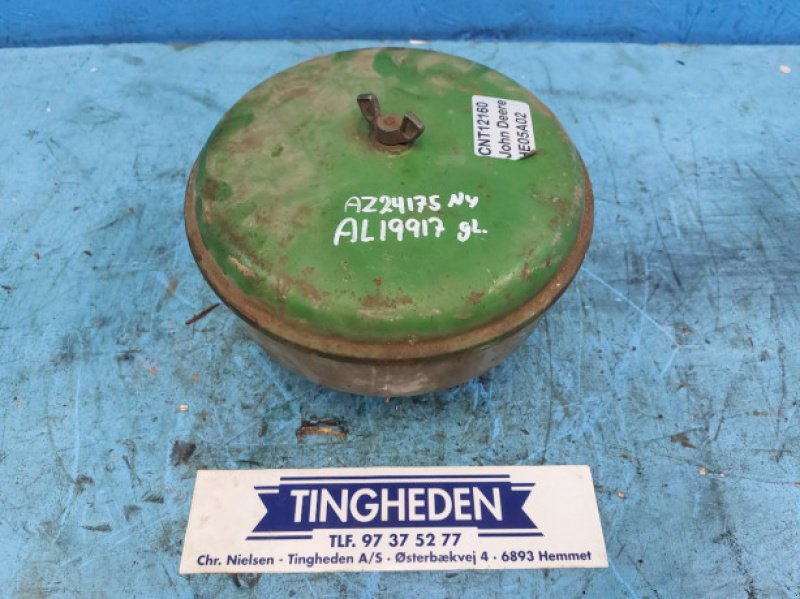 CNT12160
John Deere
HE05A02
AZ24175 Ny
AL19917 gL.
TINGHEDEN
TLF. 97 37 52 77
Chr. Nielsen - Tingheden A/S - Østerbækvej 4 - 6893 Hemmet